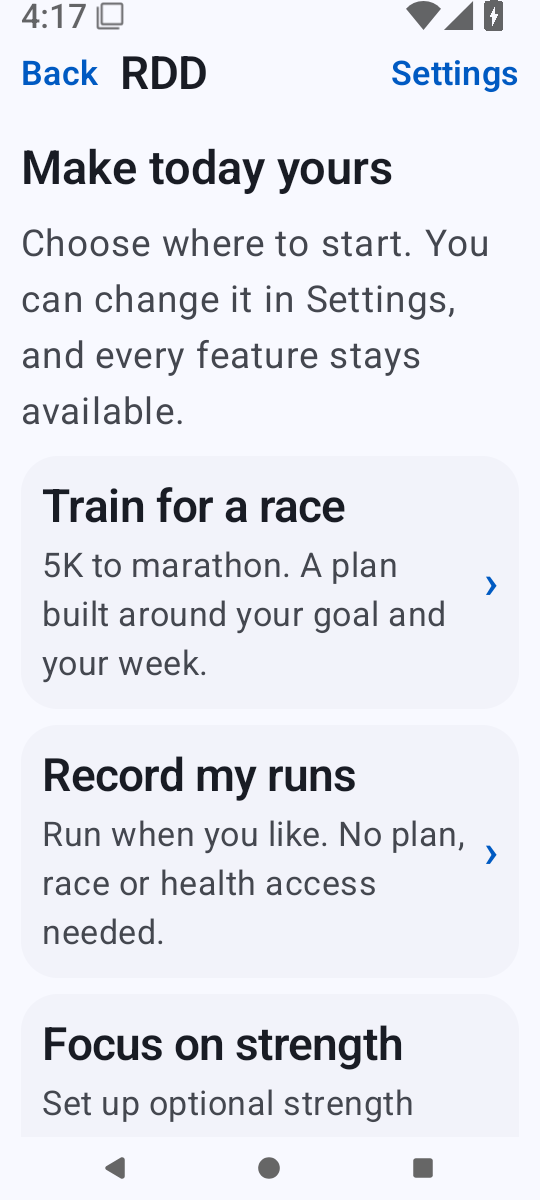 4:17
Back RDD Settings
Make today yours
Choose where to start. You
can change it in Settings,
and every feature stays
available.
Train for a race
5K to marathon. A plan
built around your goal and
your week.
Record my runs
Run when you like. No plan,
race or health access
needed.
Focus on strength
Set up optional strength